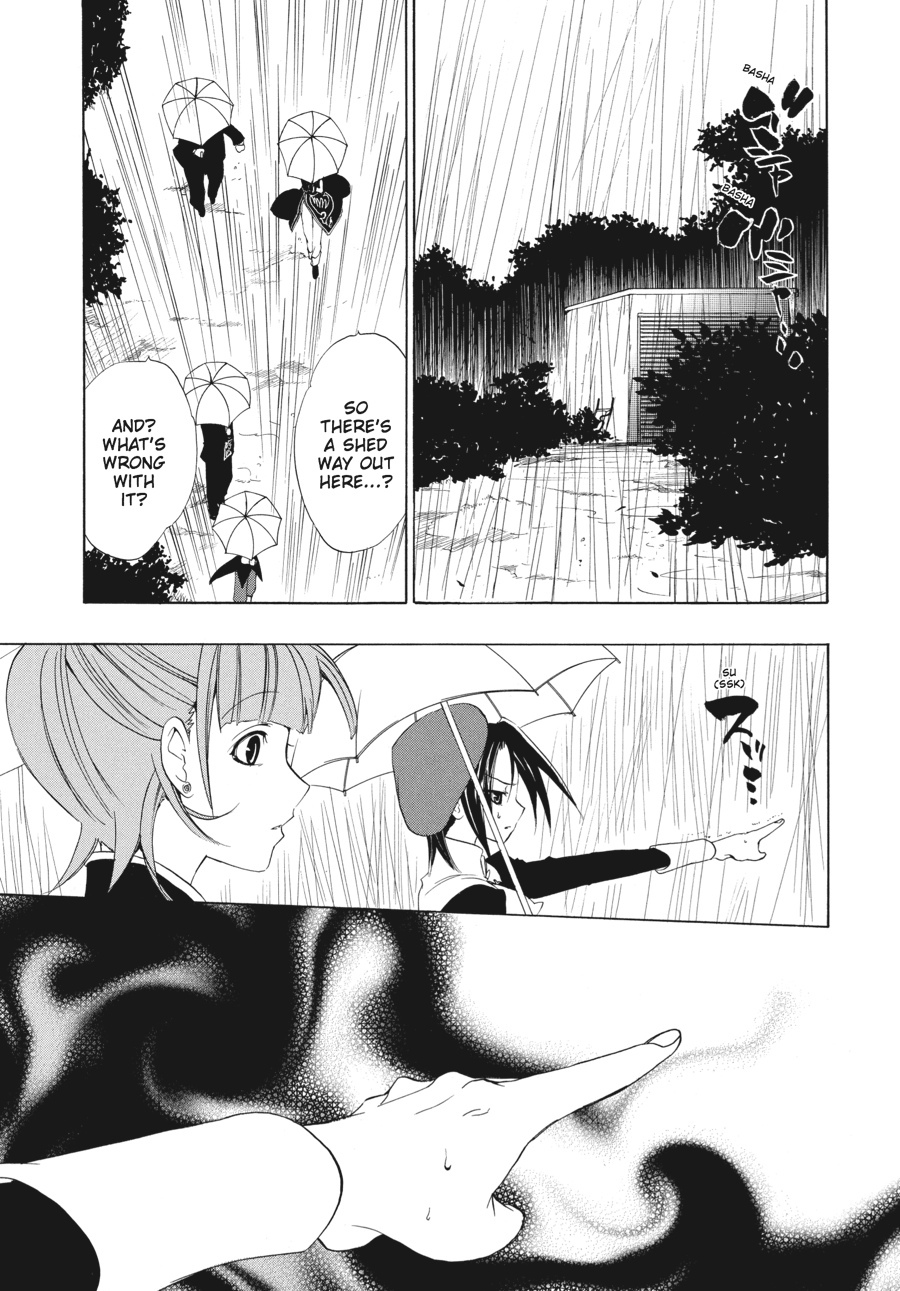 BASHA
バシャ
BASHA
バシャ
SO
THERE'S
A SHED
WAY OUT
HERE...?
AND?
WHAT'S
WRONG
WITH
IT?
SU
(SSK)
スッ…